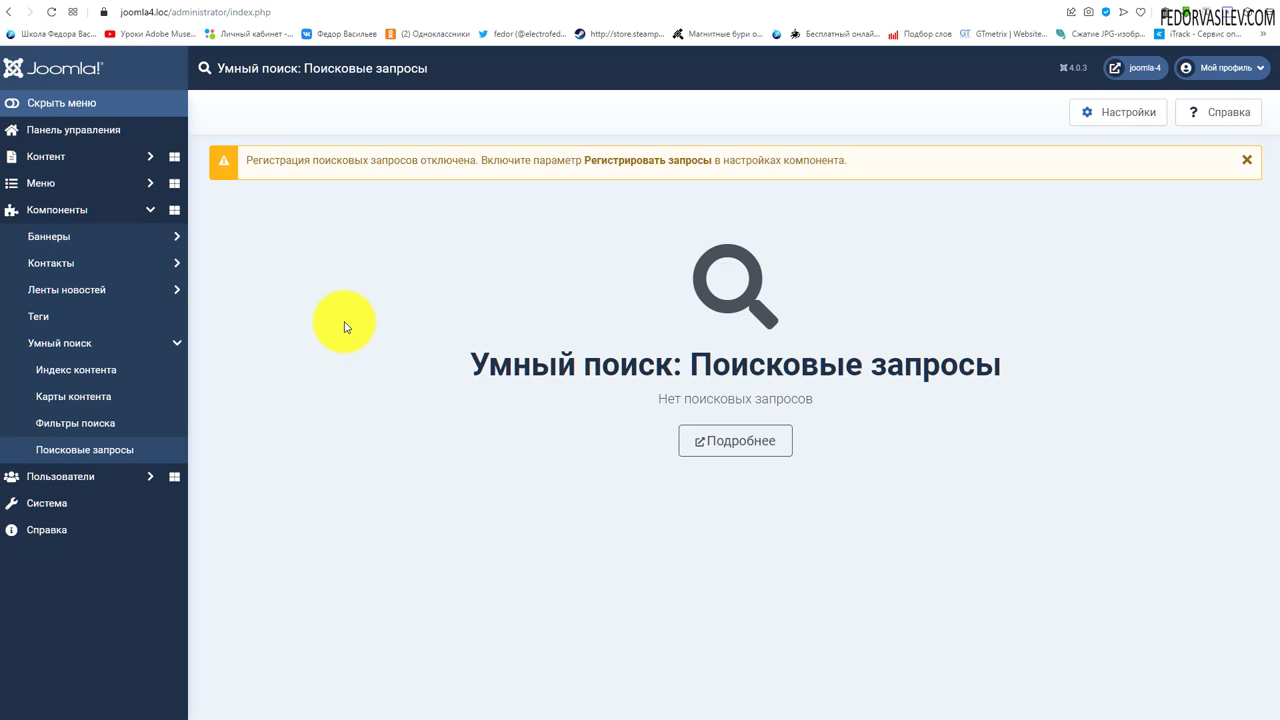 joomla4.loc/administrator/index.php
FEDORVASILEV.COM
Школа Федора Вас... Уроки Adobe Muse... Личный кабинет -... Федор Васильев (2) Одноклассники fedor (@electrofed... http://store.steamp... Магнитные бури о... Бесплатный онлай... Подбор слов GTmetrix | Website... Сжатие JPG-изобр... iTrack - Сервис оп...
Joomla!
Умный поиск: Поисковые запросы
4.0.3
joomla-4
Мой профиль
Скрыть меню
Настройки
Справка
Панель управления
Контент
Меню
Компоненты
Баннеры
Контакты
Ленты новостей
Теги
Умный поиск
Индекс контента
Карты контента
Фильтры поиска
Поисковые запросы
Пользователи
Система
Справка
Регистрация поисковых запросов отключена. Включите параметр Регистрировать запросы в настройках компонента.
Умный поиск: Поисковые запросы
Нет поисковых запросов
Подробнее